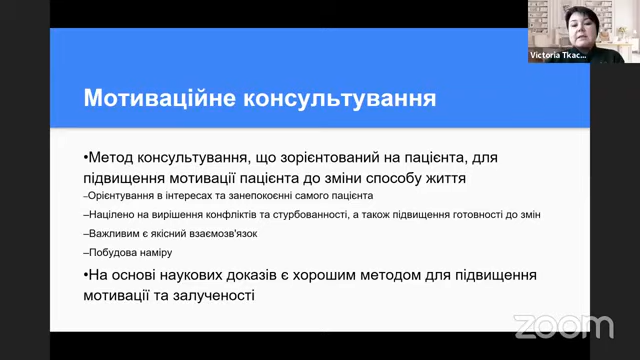 Victoria Tkac...
Мотиваційне консультування
•Метод консультування, що зорієнтований на пацієнта, для
підвищення мотивації пацієнта до зміни способу життя
–Орієнтування в інтересах та занепокоєнні самого пацієнта
–Націлено на вирішення конфліктів та стурбованності, а також підвищення готовності до змін
–Важливим є якісний взаємозв'язок
–Побудова наміру
•На основі наукових доказів є хорошим методом для підвищення
мотивації та залученості
zoom